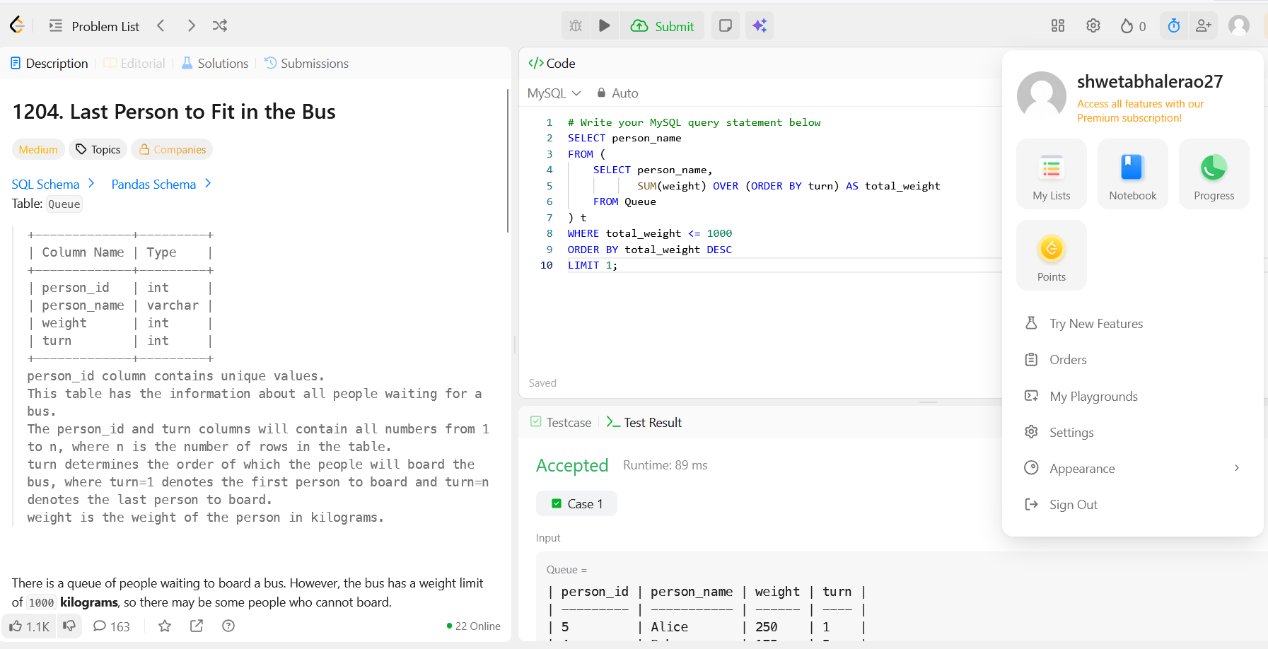 Problem List
Submit
0
Description
Editorial
Solutions
Submissions
1204. Last Person to Fit in the Bus
Medium
Topics
Companies
SQL Schema
Pandas Schema
Table: Queue
+-------------+---------+
| Column Name | Type    |
+-------------+---------+
| person_id   | int     |
| person_name | varchar |
| weight      | int     |
| turn        | int     |
+-------------+---------+
person_id column contains unique values.
This table has the information about all people waiting for a
bus.
The person_id and turn columns will contain all numbers from 1
to n, where n is the number of rows in the table.
turn determines the order of which the people will board the
bus, where turn=1 denotes the first person to board and turn=n
denotes the last person to board.
weight is the weight of the person in kilograms.
There is a queue of people waiting to board a bus. However, the bus has a weight limit
of 1000 kilograms, so there may be some people who cannot board.
1.1K
163
22 Online
</> Code
MySQL
Auto
1 # Write your MySQL query statement below
2 SELECT person_name
3 FROM (
4     SELECT person_name,
5            SUM(weight) OVER (ORDER BY turn) AS total_weight
6     FROM Queue
7 ) t
8 WHERE total_weight <= 1000
9 ORDER BY total_weight DESC
10 LIMIT 1;
Saved
Testcase
Test Result
Accepted
Runtime: 89 ms
Case 1
Input
Queue =
| person_id | person_name | weight | turn |
| --------- | ----------- | ------ | ---- |
| 5         | Alice       | 250    | 1    |
shwetabhalerao27
Access all features with our
Premium subscription!
My Lists
Notebook
Progress
Points
Try New Features
Orders
My Playgrounds
Settings
Appearance
Sign Out